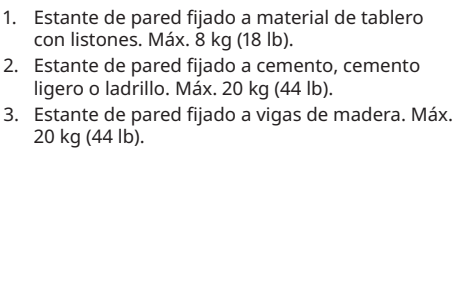 1. Estante de pared fijado a material de tablero
con listones. Máx. 8 kg (18 lb).
2. Estante de pared fijado a cemento, cemento
ligero o ladrillo. Máx. 20 kg (44 lb).
3. Estante de pared fijado a vigas de madera. Máx.
20 kg (44 lb).